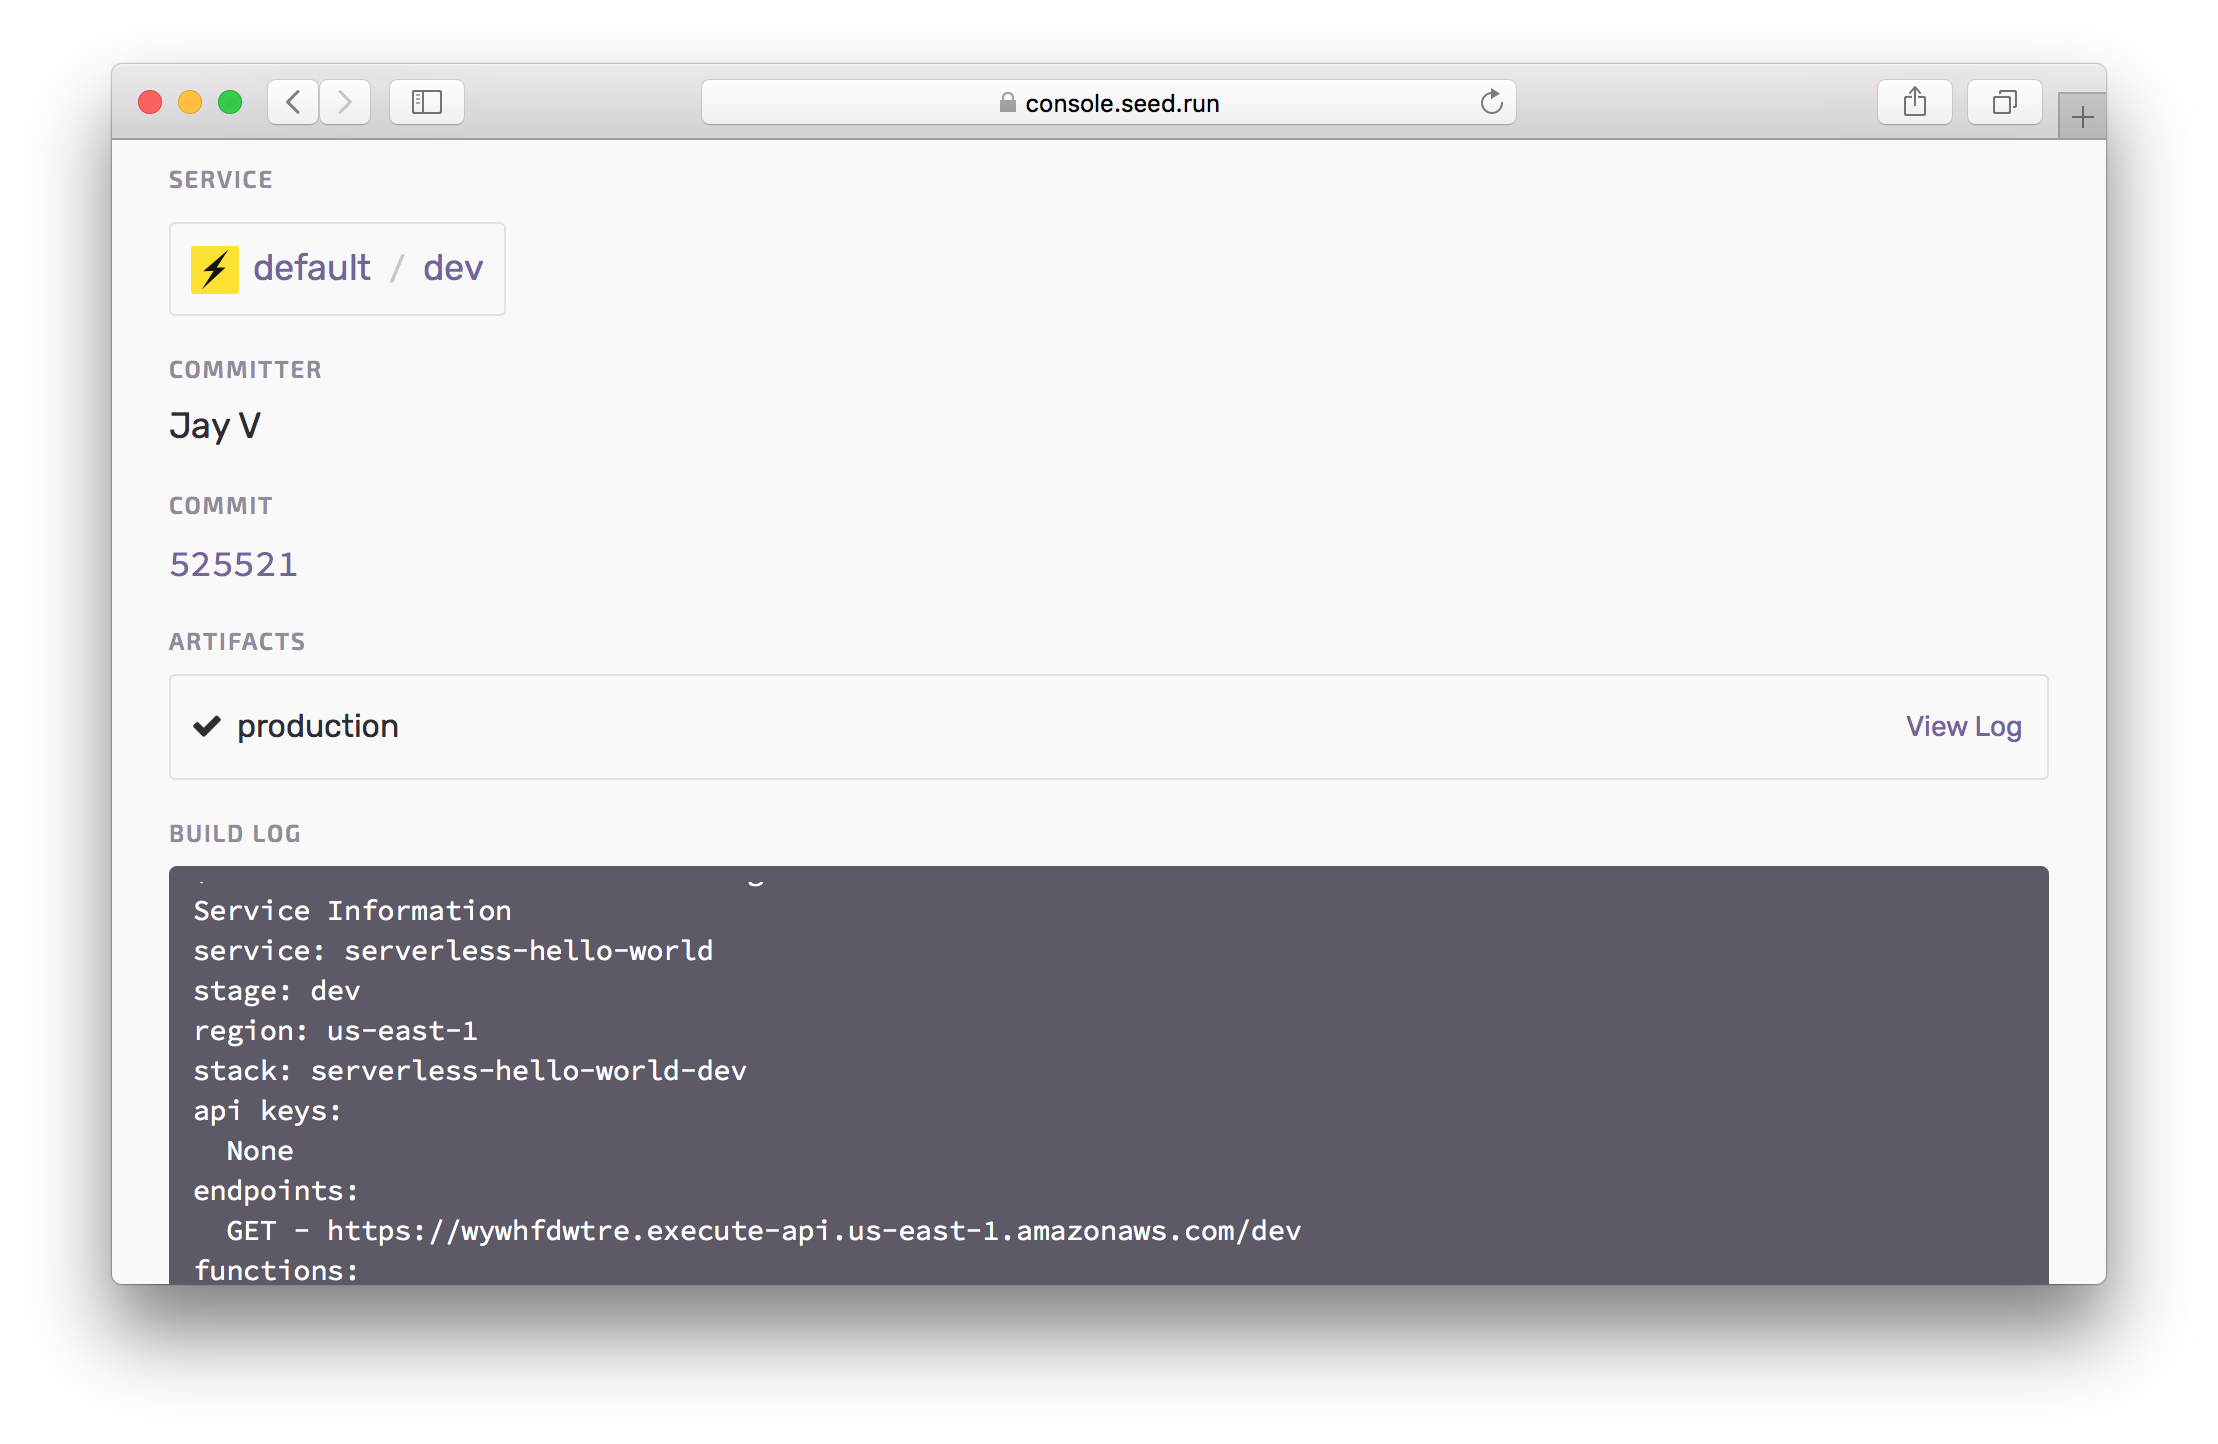 console.seed.run
SERVICE
default / dev
COMMITTER
Jay V
COMMIT
525521
ARTIFACTS
production View Log
BUILD LOG
Service Information
service: serverless-hello-world
stage: dev
region: us-east-1
stack: serverless-hello-world-dev
api keys:
  None
endpoints:
  GET - https://wywhfdwtre.execute-api.us-east-1.amazonaws.com/dev
functions: